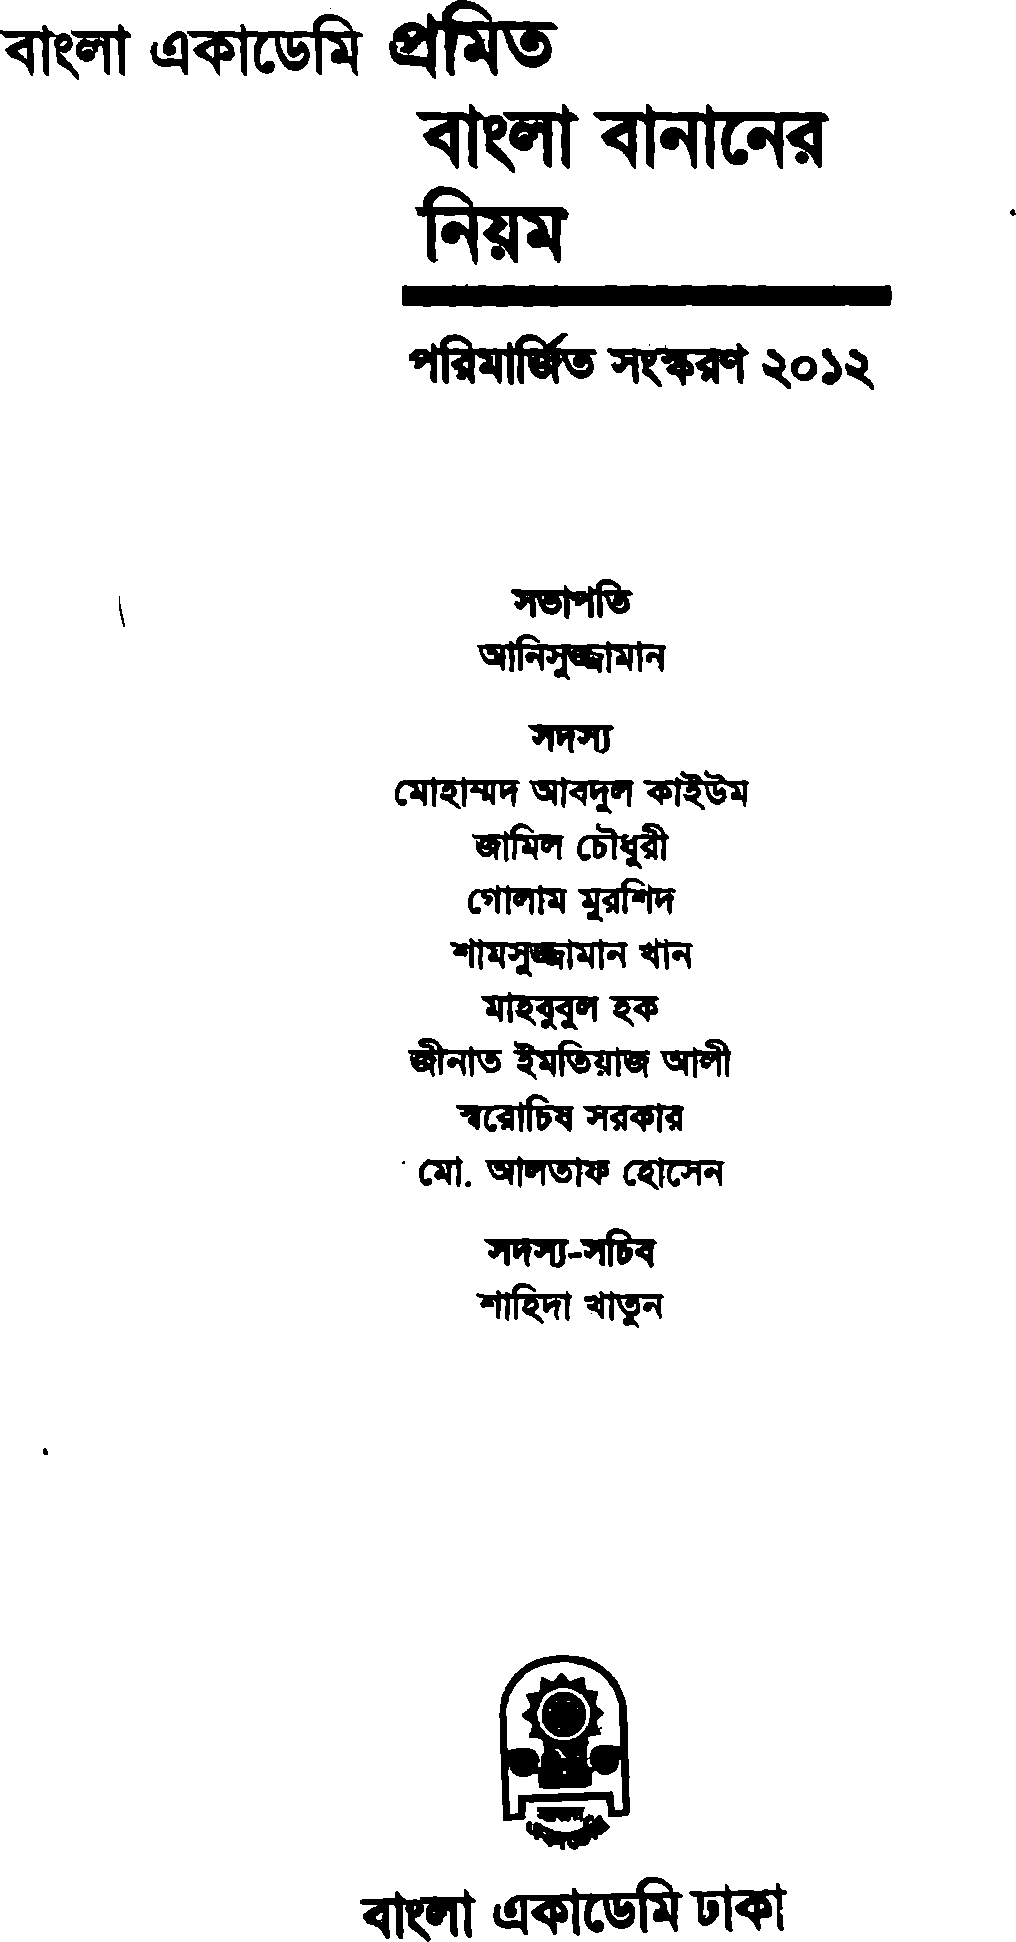 বাংলা একাডেমি প্রমিত
বাংলা বানানের
নিয়ম
পরিমার্জিত সংস্করণ ২০১২
সভাপতি
আনিসুজ্জামান
সদস্য
মোহাম্মদ আবদুল কাইউম
জামিল চৌধুরী
গোলাম মুরশিদ
শামসুজ্জামান খান
মাহবুবুল হক
জীনাত ইমতিয়াজ আলী
স্বরোচিষ সরকার
মো. আলতাফ হোসেন
সদস্য-সচিব
শাহিদা খাতুন
বাংলা একাডেমি ঢাকা